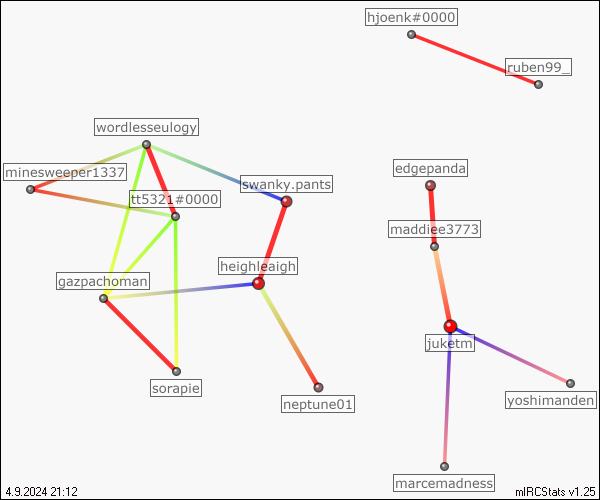 hjoenk#0000
ruben99_
wordlesseulogy
minesweeper1337
edgepanda
swanky.pants
tt5321#0000
maddiee3773
heighleaigh
gazpachoman
juketm
sorapie
neptune01
yoshimanden
marcemadness
4.9.2024 21:12
mIRCStats v1.25